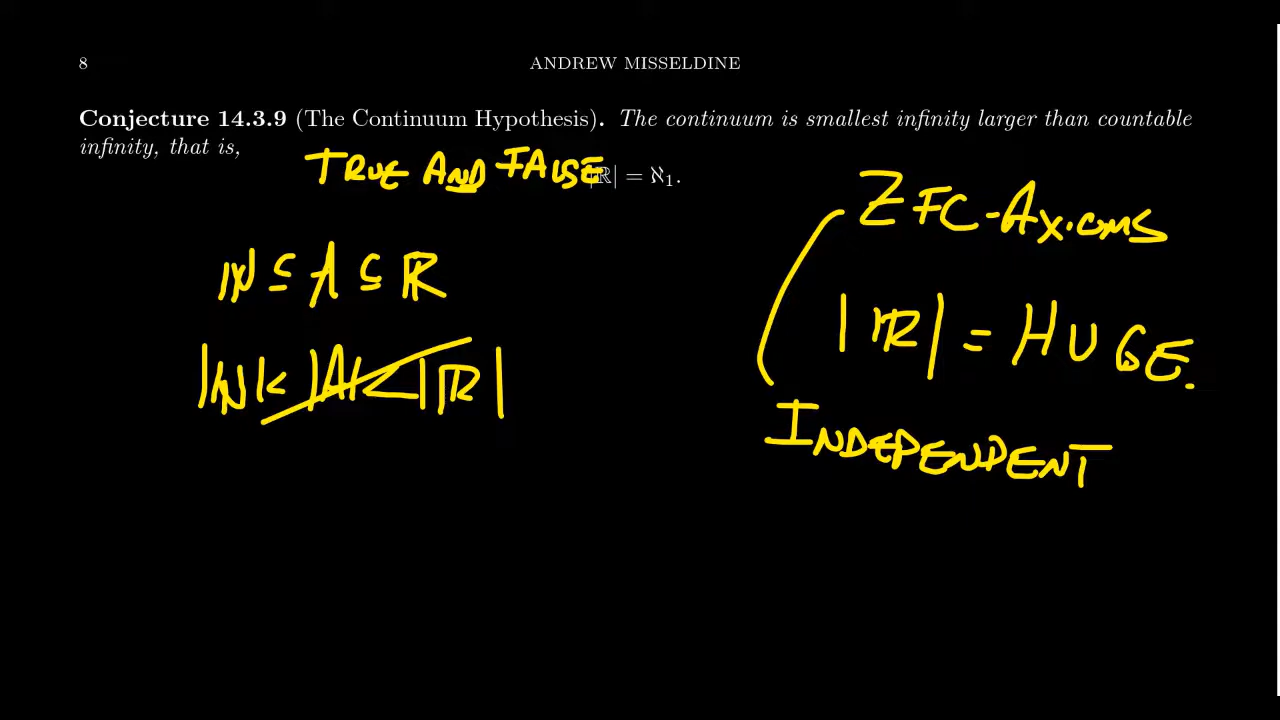 8 ANDREW MISSELDINE
Conjecture 14.3.9 (The Continuum Hypothesis). The continuum is smallest infinity larger than countable
infinity, that is,
TRUE AND FALSE
|ℝ| = ℵ₁.
ℕ ⊆ A ⊆ ℝ
|ℕ| < |A| < |ℝ|
ZFC-Axioms
|ℝ| = HUGE.
INDEPENDENT